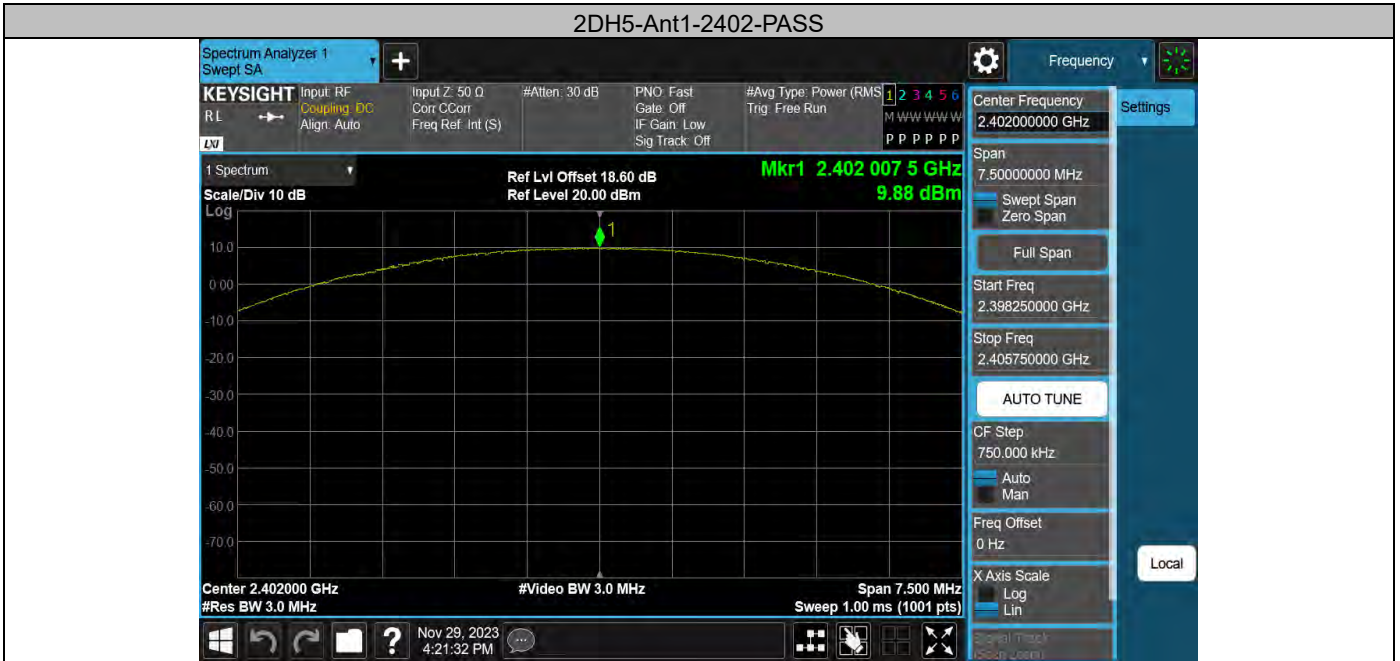 2DH5-Ant1-2402-PASS
Spectrum Analyzer 1
Swept SA
Frequency
KEYSIGHT
RL
LXI
Input: RF
Coupling: DC
Align: Auto
Input Z: 50 Ω
Corr CCorr
Freq Ref: Int (S)
#Atten: 30 dB
PNO: Fast
Gate: Off
IF Gain: Low
Sig Track: Off
#Avg Type: Power (RMS
Trig: Free Run
1 2 3 4 5 6
M W W W W W
P P P P P P
1 Spectrum
Scale/Div 10 dB
Ref Lvl Offset 18.60 dB
Ref Level 20.00 dBm
Mkr1 2.402 007 5 GHz
9.88 dBm
Log
1
10.0
0.00
-10.0
-20.0
-30.0
-40.0
-50.0
-60.0
-70.0
Center 2.402000 GHz
#Res BW 3.0 MHz
#Video BW 3.0 MHz
Span 7.500 MHz
Sweep 1.00 ms (1001 pts)
?
Nov 29, 2023
4:21:32 PM
Center Frequency
2.402000000 GHz
Settings
Span
7.50000000 MHz
Swept Span
Zero Span
Full Span
Start Freq
2.398250000 GHz
Stop Freq
2.405750000 GHz
AUTO TUNE
CF Step
750.000 kHz
Auto
Man
Freq Offset
0 Hz
X Axis Scale
Log
Lin
Signal Track
Local